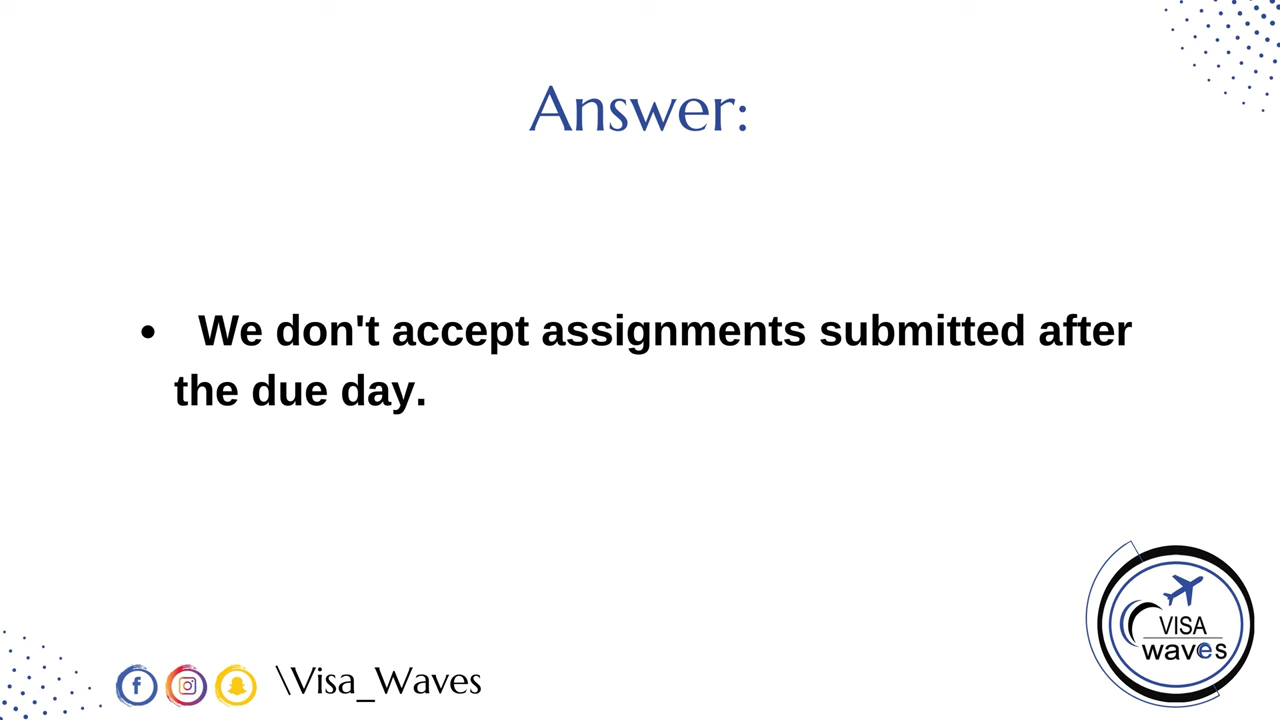 Answer:
• We don't accept assignments submitted after
the due day.
\Visa_Waves
VISA
waves